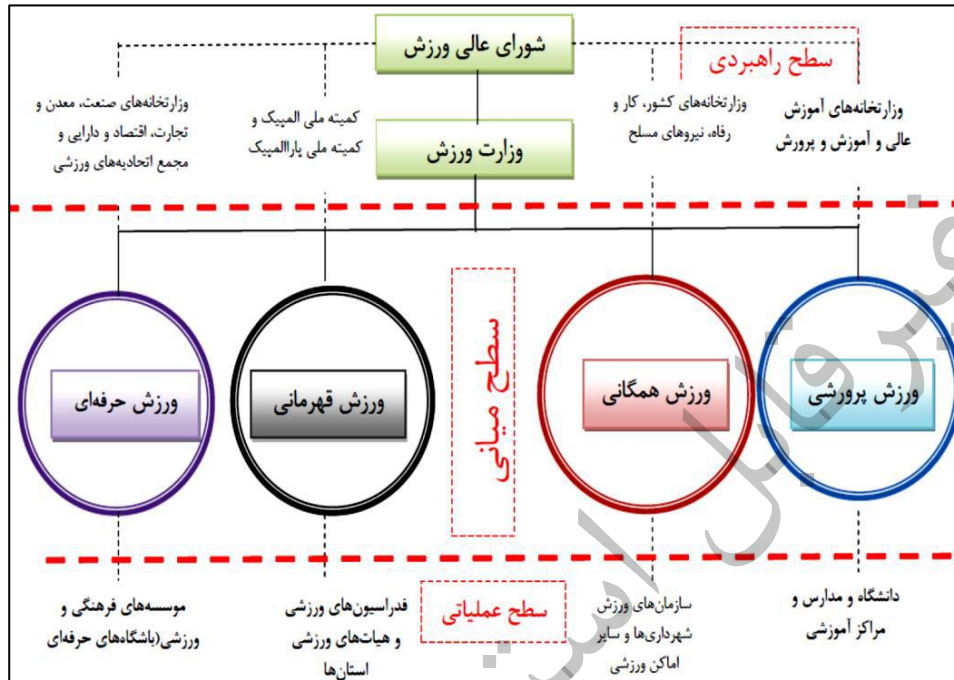 شورای عالی ورزش
سطح راهبردی
وزارتخانه‌های آموزش
عالی و آموزش و پرورش
وزارتخانه‌های کشور، کار و
رفاه، نیروهای مسلح
کمیته ملی المپیک و
کمیته ملی پاراالمپیک
وزارتخانه‌های صنعت، معدن و
تجارت، اقتصاد و دارایی و
مجمع اتحادیه‌های ورزشی
وزارت ورزش
ورزش پرورشی
ورزش همگانی
سطح میانی
ورزش قهرمانی
ورزش حرفه‌ای
دانشگاه و مدارس و
مراکز آموزشی
سازمان‌های ورزش
شهرداری‌ها و سایر
اماکن ورزشی
سطح عملیاتی
فدراسیون‌های ورزشی
و هیات‌های ورزشی
استان‌ها
موسسه‌های فرهنگی و
ورزشی(باشگاه‌های حرفه‌ای
غیر قابل است